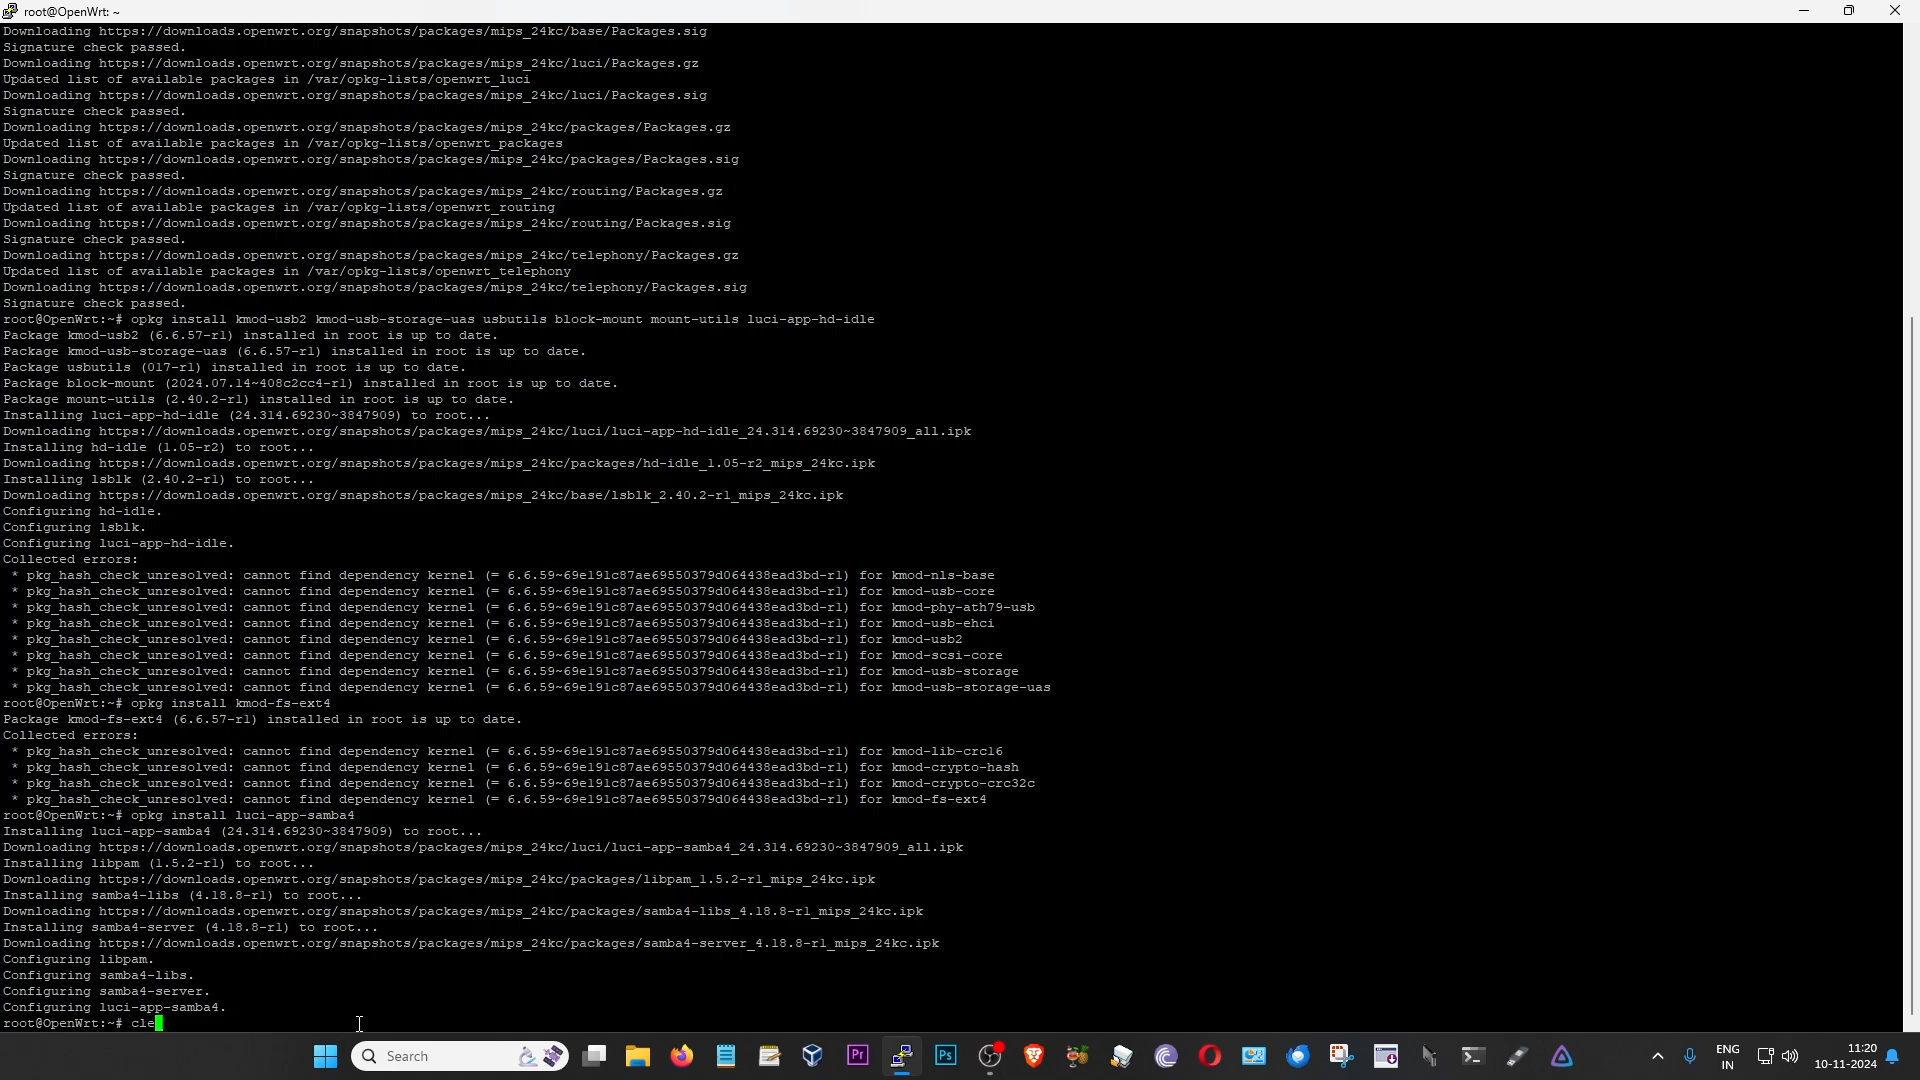 root@OpenWrt: ~
Downloading https://downloads.openwrt.org/snapshots/packages/mips_24kc/base/Packages.sig
Signature check passed.
Downloading https://downloads.openwrt.org/snapshots/packages/mips_24kc/luci/Packages.gz
Updated list of available packages in /var/opkg-lists/openwrt_luci
Downloading https://downloads.openwrt.org/snapshots/packages/mips_24kc/luci/Packages.sig
Signature check passed.
Downloading https://downloads.openwrt.org/snapshots/packages/mips_24kc/packages/Packages.gz
Updated list of available packages in /var/opkg-lists/openwrt_packages
Downloading https://downloads.openwrt.org/snapshots/packages/mips_24kc/packages/Packages.sig
Signature check passed.
Downloading https://downloads.openwrt.org/snapshots/packages/mips_24kc/routing/Packages.gz
Updated list of available packages in /var/opkg-lists/openwrt_routing
Downloading https://downloads.openwrt.org/snapshots/packages/mips_24kc/routing/Packages.sig
Signature check passed.
Downloading https://downloads.openwrt.org/snapshots/packages/mips_24kc/telephony/Packages.gz
Updated list of available packages in /var/opkg-lists/openwrt_telephony
Downloading https://downloads.openwrt.org/snapshots/packages/mips_24kc/telephony/Packages.sig
Signature check passed.
root@OpenWrt:~# opkg install kmod-usb2 kmod-usb-storage-uas usbutils block-mount mount-utils luci-app-hd-idle
Package kmod-usb2 (6.6.57-r1) installed in root is up to date.
Package kmod-usb-storage-uas (6.6.57-r1) installed in root is up to date.
Package usbutils (017-r1) installed in root is up to date.
Package block-mount (2024.07.14~408c2cc4-r1) installed in root is up to date.
Package mount-utils (2.40.2-r1) installed in root is up to date.
Installing luci-app-hd-idle (24.314.69230~3847909) to root...
Downloading https://downloads.openwrt.org/snapshots/packages/mips_24kc/luci/luci-app-hd-idle_24.314.69230~3847909_all.ipk
Installing hd-idle (1.05-r2) to root...
Downloading https://downloads.openwrt.org/snapshots/packages/mips_24kc/packages/hd-idle_1.05-r2_mips_24kc.ipk
Installing lsblk (2.40.2-r1) to root...
Downloading https://downloads.openwrt.org/snapshots/packages/mips_24kc/base/lsblk_2.40.2-r1_mips_24kc.ipk
Configuring hd-idle.
Configuring lsblk.
Configuring luci-app-hd-idle.
Collected errors:
 * pkg_hash_check_unresolved: cannot find dependency kernel (= 6.6.59~69e191c87ae69550379d064438ead3bd-r1) for kmod-nls-base
 * pkg_hash_check_unresolved: cannot find dependency kernel (= 6.6.59~69e191c87ae69550379d064438ead3bd-r1) for kmod-usb-core
 * pkg_hash_check_unresolved: cannot find dependency kernel (= 6.6.59~69e191c87ae69550379d064438ead3bd-r1) for kmod-phy-ath79-usb
 * pkg_hash_check_unresolved: cannot find dependency kernel (= 6.6.59~69e191c87ae69550379d064438ead3bd-r1) for kmod-usb-ehci
 * pkg_hash_check_unresolved: cannot find dependency kernel (= 6.6.59~69e191c87ae69550379d064438ead3bd-r1) for kmod-usb2
 * pkg_hash_check_unresolved: cannot find dependency kernel (= 6.6.59~69e191c87ae69550379d064438ead3bd-r1) for kmod-scsi-core
 * pkg_hash_check_unresolved: cannot find dependency kernel (= 6.6.59~69e191c87ae69550379d064438ead3bd-r1) for kmod-usb-storage
 * pkg_hash_check_unresolved: cannot find dependency kernel (= 6.6.59~69e191c87ae69550379d064438ead3bd-r1) for kmod-usb-storage-uas
root@OpenWrt:~# opkg install kmod-fs-ext4
Package kmod-fs-ext4 (6.6.57-r1) installed in root is up to date.
Collected errors:
 * pkg_hash_check_unresolved: cannot find dependency kernel (= 6.6.59~69e191c87ae69550379d064438ead3bd-r1) for kmod-lib-crc16
 * pkg_hash_check_unresolved: cannot find dependency kernel (= 6.6.59~69e191c87ae69550379d064438ead3bd-r1) for kmod-crypto-hash
 * pkg_hash_check_unresolved: cannot find dependency kernel (= 6.6.59~69e191c87ae69550379d064438ead3bd-r1) for kmod-crypto-crc32c
 * pkg_hash_check_unresolved: cannot find dependency kernel (= 6.6.59~69e191c87ae69550379d064438ead3bd-r1) for kmod-fs-ext4
root@OpenWrt:~# opkg install luci-app-samba4
Installing luci-app-samba4 (24.314.69230~3847909) to root...
Downloading https://downloads.openwrt.org/snapshots/packages/mips_24kc/luci/luci-app-samba4_24.314.69230~3847909_all.ipk
Installing libpam (1.5.2-r1) to root...
Downloading https://downloads.openwrt.org/snapshots/packages/mips_24kc/packages/libpam_1.5.2-r1_mips_24kc.ipk
Installing samba4-libs (4.18.8-r1) to root...
Downloading https://downloads.openwrt.org/snapshots/packages/mips_24kc/packages/samba4-libs_4.18.8-r1_mips_24kc.ipk
Installing samba4-server (4.18.8-r1) to root...
Downloading https://downloads.openwrt.org/snapshots/packages/mips_24kc/packages/samba4-server_4.18.8-r1_mips_24kc.ipk
Configuring libpam.
Configuring samba4-libs.
Configuring samba4-server.
Configuring luci-app-samba4.
root@OpenWrt:~# cle
Search
Pr
Ps
ENG
IN
11:20
10-11-2024